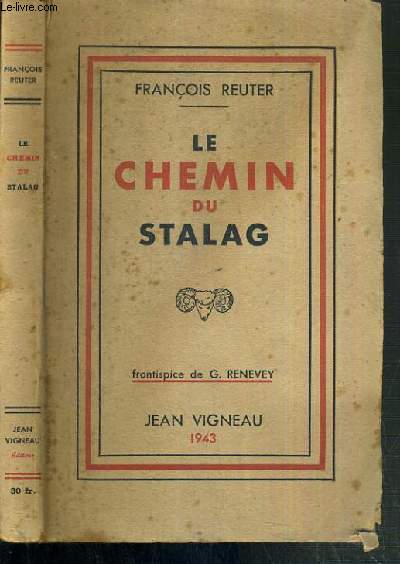 FRANÇOIS
REUTER
LE
CHEMIN
DU
STALAG
JEAN
VIGNEAU
30 fr.
FRANÇOIS REUTER
LE
CHEMIN
DU
STALAG
frontispice de G. RENEVEY
JEAN VIGNEAU
1943
© Le-livre.com